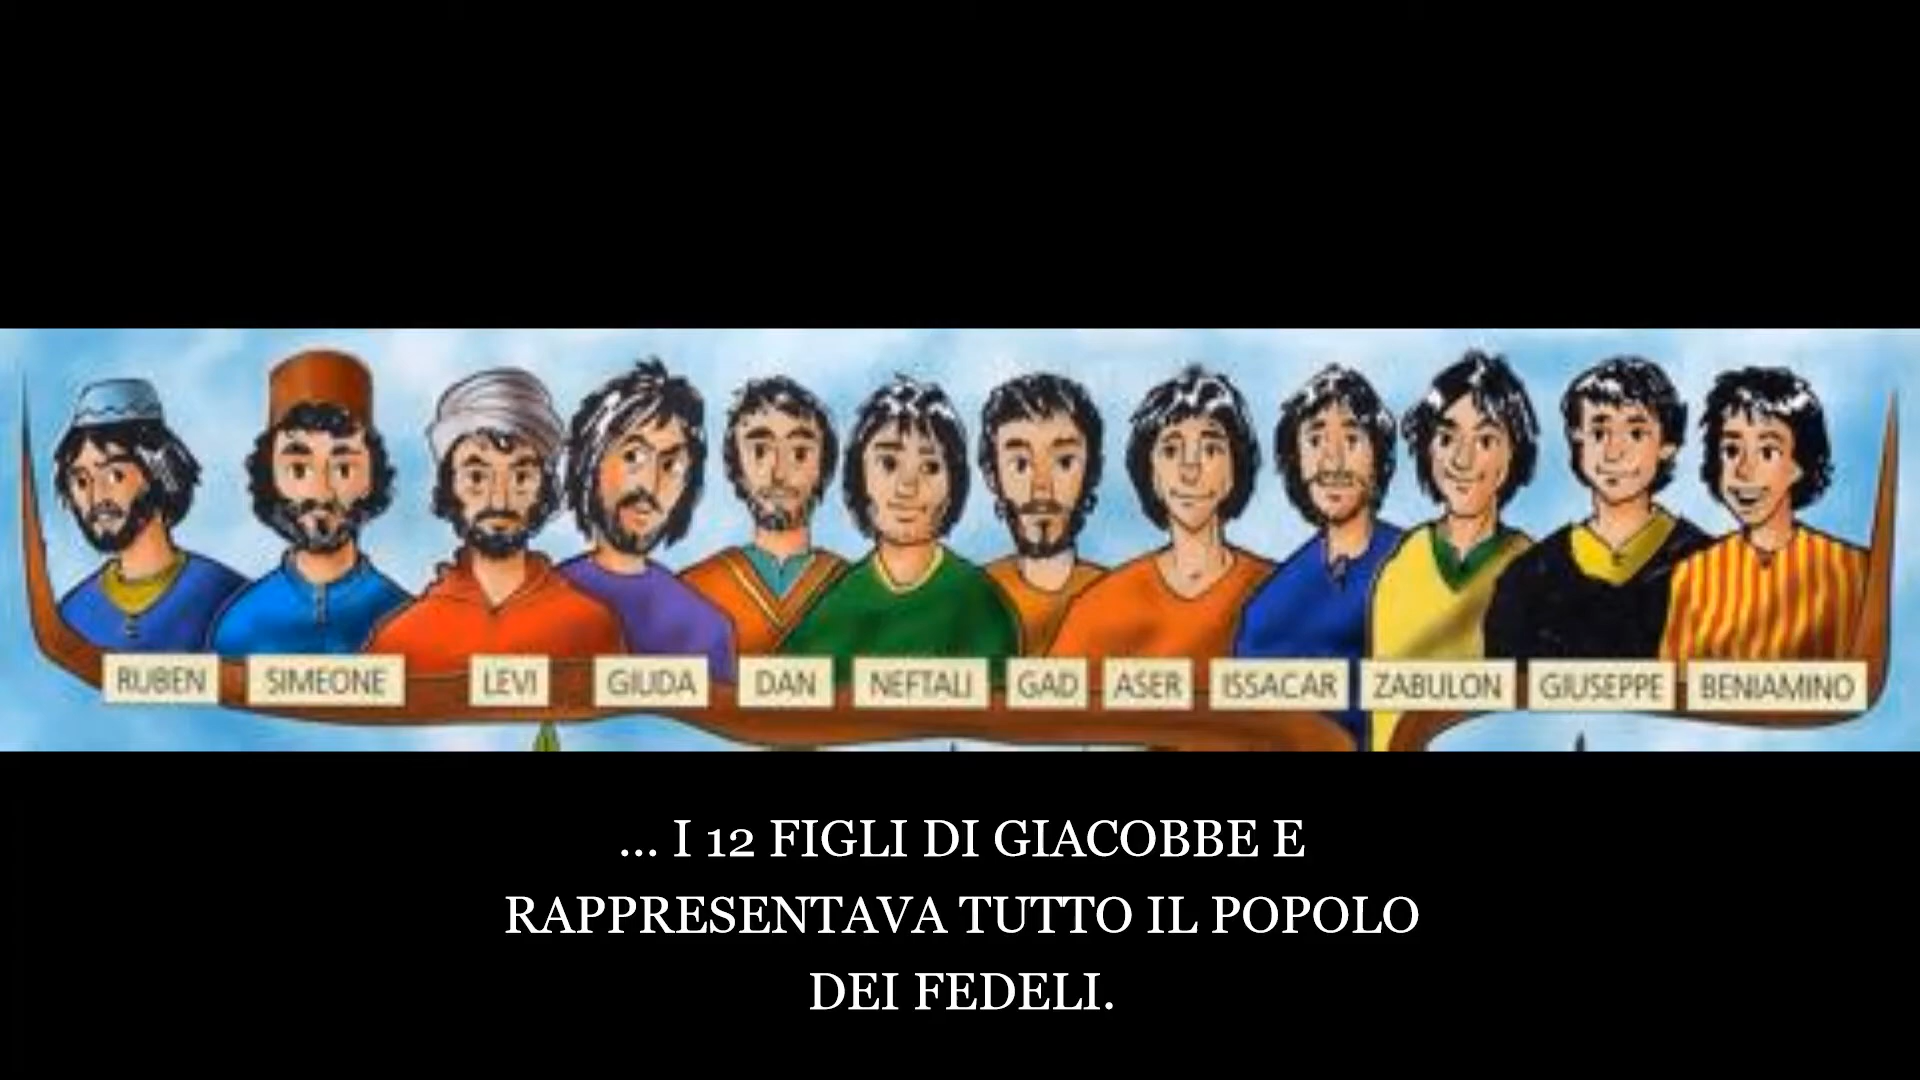 RUBEN SIMEONE LEVI GIUDA DAN NEFTALI GAD ASER ISSACAR ZABULON GIUSEPPE BENIAMINO
... I 12 FIGLI DI GIACOBBE E
RAPPRESENTAVA TUTTO IL POPOLO
DEI FEDELI.